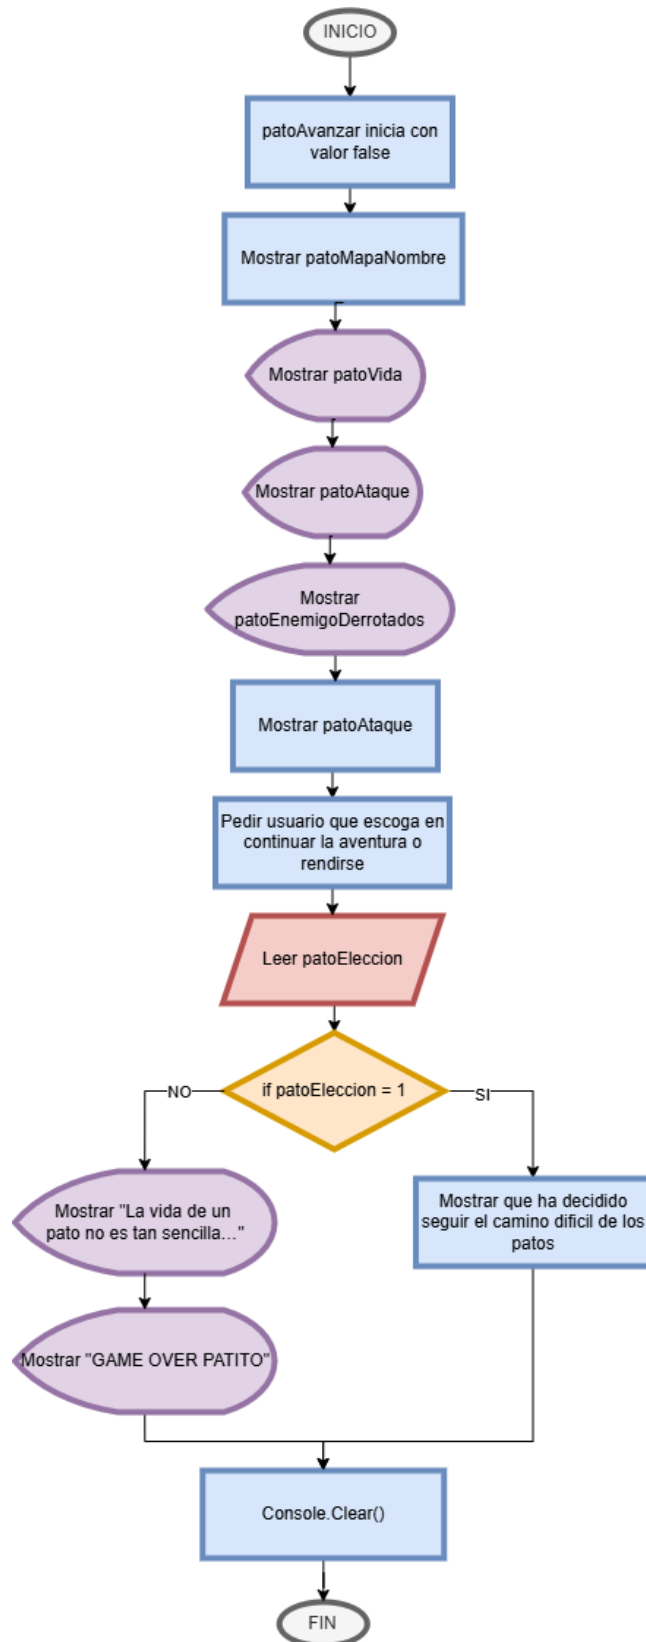 INICIO
patoAvanzar inicia con
valor false
Mostrar patoMapaNombre
Mostrar patoVida
Mostrar patoAtaque
Mostrar
patoEnemigoDerrotados
Mostrar patoAtaque
Pedir usuario que escoga en
continuar la aventura o
rendirse
Leer patoEleccion
if patoEleccion = 1
NO
SI
Mostrar "La vida de un
pato no es tan sencilla..."
Mostrar que ha decidido
seguir el camino dificil de los
patos
Mostrar "GAME OVER PATITO"
Console.Clear()
FIN